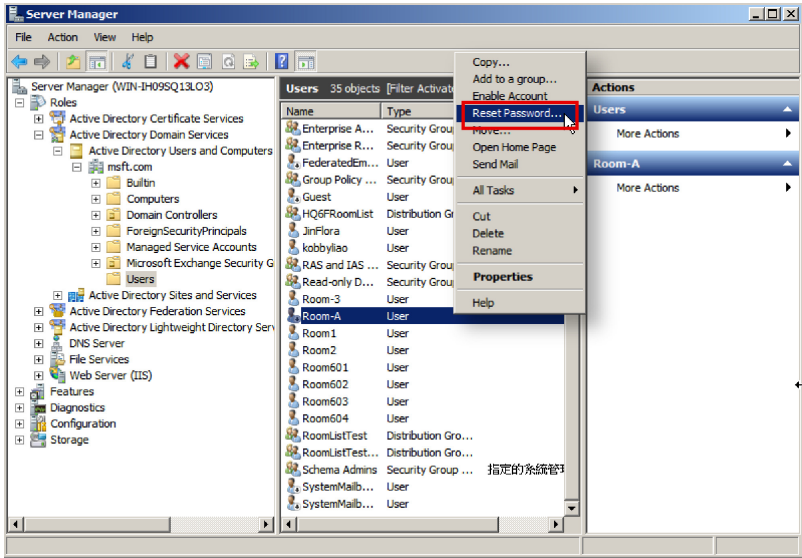 Server Manager
File Action View Help
Server Manager (WIN-IH09SQ13LO3)
Roles
Active Directory Certificate Services
Active Directory Domain Services
Active Directory Users and Computers
msft.com
Builtin
Computers
Domain Controllers
ForeignSecurityPrincipals
Managed Service Accounts
Microsoft Exchange Security G
Users
Active Directory Sites and Services
Active Directory Federation Services
Active Directory Lightweight Directory Serv
DNS Server
File Services
Web Server (IIS)
Features
Diagnostics
Configuration
Storage
Users 35 objects [Filter Activate
Name Type
Enterprise A... Security Grou
Enterprise R... Security Grou
FederatedEm... User
Group Policy ... Security Grou
Guest User
HQ6FRoomList Distribution Gr
JinFlora User
kobbyliao User
RAS and IAS ... Security Grou
Read-only D... Security Grou
Room-3 User
Room-A User
Room1 User
Room2 User
Room601 User
Room602 User
Room603 User
Room604 User
RoomListTest Distribution Gro...
RoomListTest... Distribution Gro...
Schema Admins Security Group ... 指定的系統管理
SystemMailb... User
SystemMailb... User
Copy...
Add to a group...
Enable Account
Reset Password...
Move...
Open Home Page
Send Mail
All Tasks
Cut
Delete
Rename
Properties
Help
Actions
Users
More Actions
Room-A
More Actions